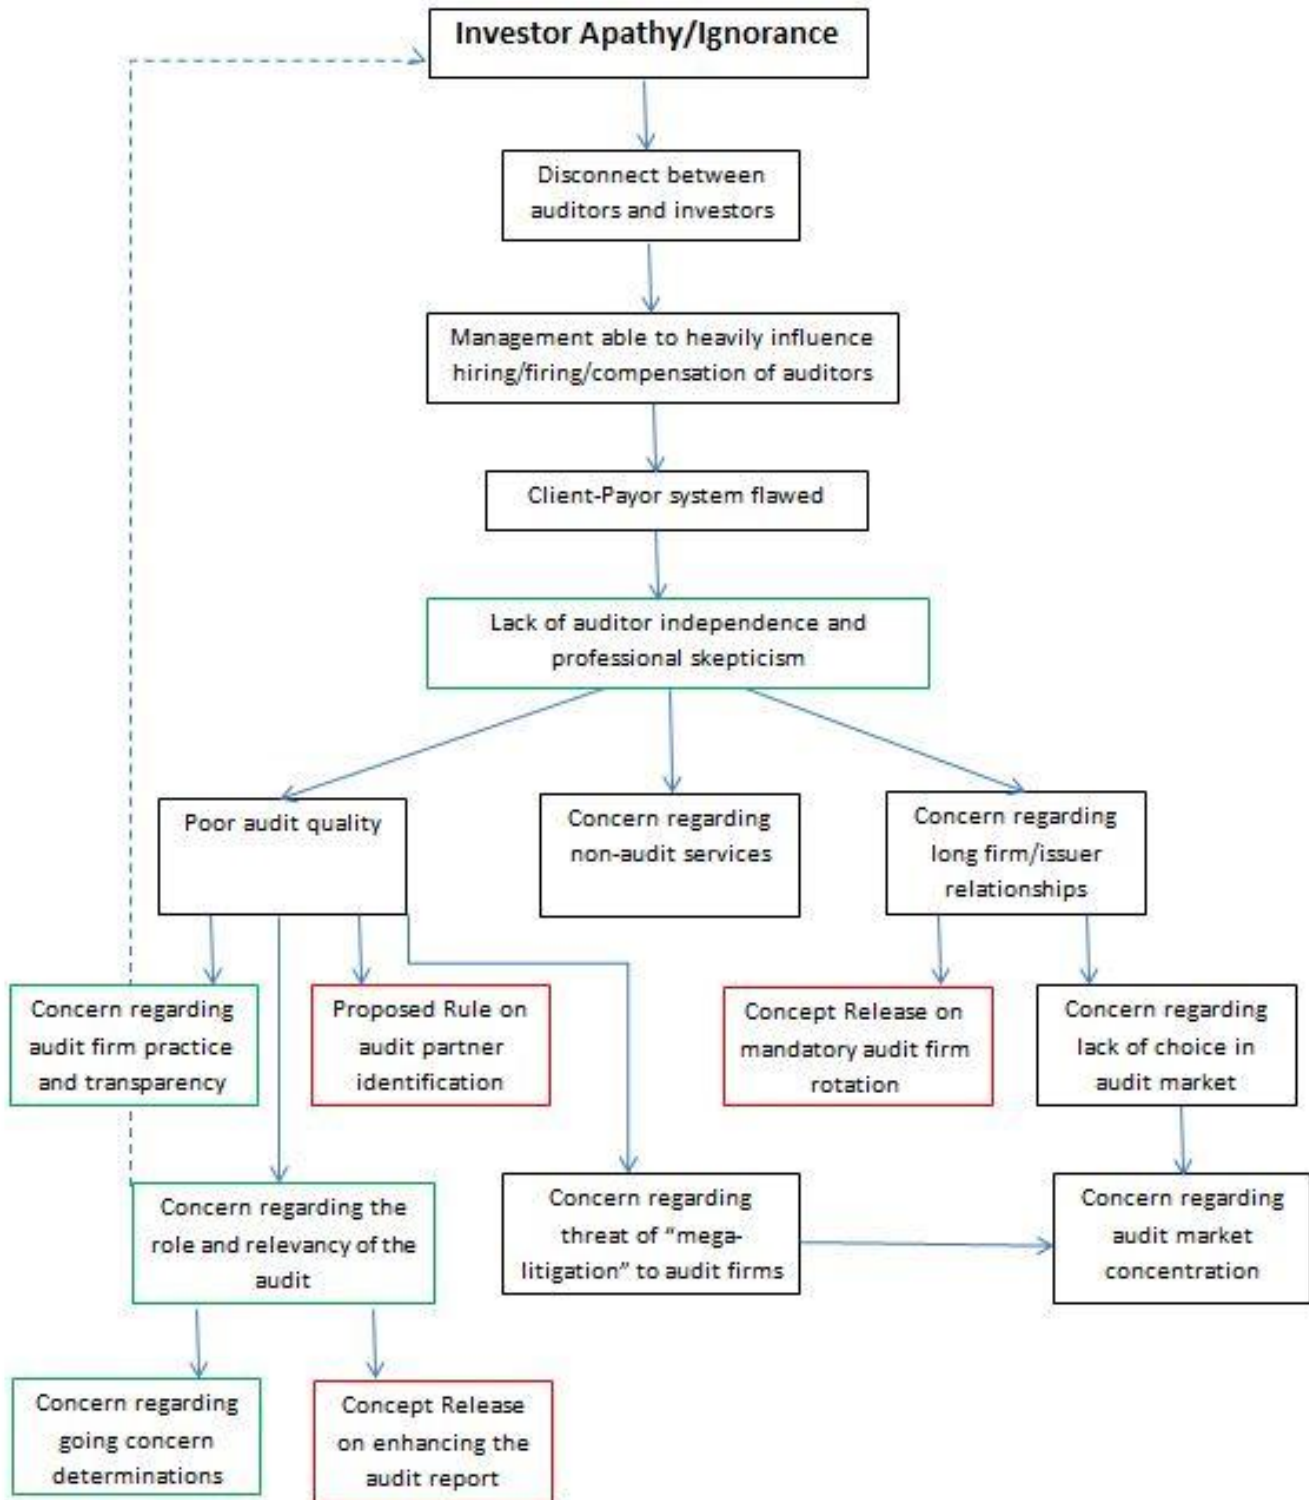 Investor Apathy/Ignorance
Disconnect between
auditors and investors
Management able to heavily influence
hiring/firing/compensation of auditors
Client-Payor system flawed
Lack of auditor independence and
professional skepticism
Poor audit quality
Concern regarding
non-audit services
Concern regarding
long firm/issuer
relationships
Concern regarding
audit firm practice
and transparency
Proposed Rule on
audit partner
identification
Concept Release on
mandatory audit firm
rotation
Concern regarding
lack of choice in
audit market
Concern regarding the
role and relevancy of the
audit
Concern regarding
threat of “mega-
litigation” to audit firms
Concern regarding
audit market
concentration
Concern regarding
going concern
determinations
Concept Release
on enhancing the
audit report